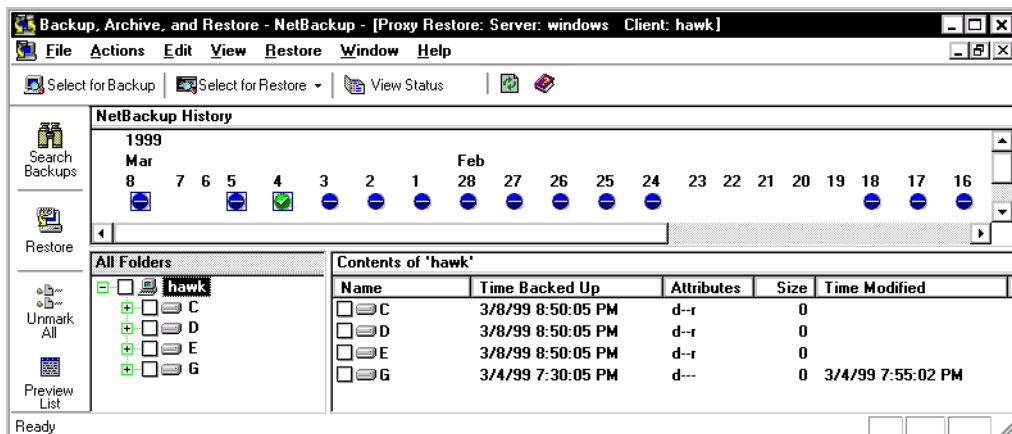 Backup, Archive, and Restore - NetBackup - [Proxy Restore: Server: windows Client: hawk]
File Actions Edit View Restore Window Help
Select for Backup Select for Restore View Status
Search Backups
Restore
Unmark All
Preview List
NetBackup History
1999
Mar Feb
8 7 6 5 4 3 2 1 28 27 26 25 24 23 22 21 20 19 18 17 16
All Folders
hawk
C
D
E
G
Contents of 'hawk'
Name Time Backed Up Attributes Size Time Modified
C 3/8/99 8:50:05 PM d--r 0
D 3/8/99 8:50:05 PM d--r 0
E 3/8/99 8:50:05 PM d--r 0
G 3/4/99 7:30:05 PM d--- 0 3/4/99 7:55:02 PM
Ready